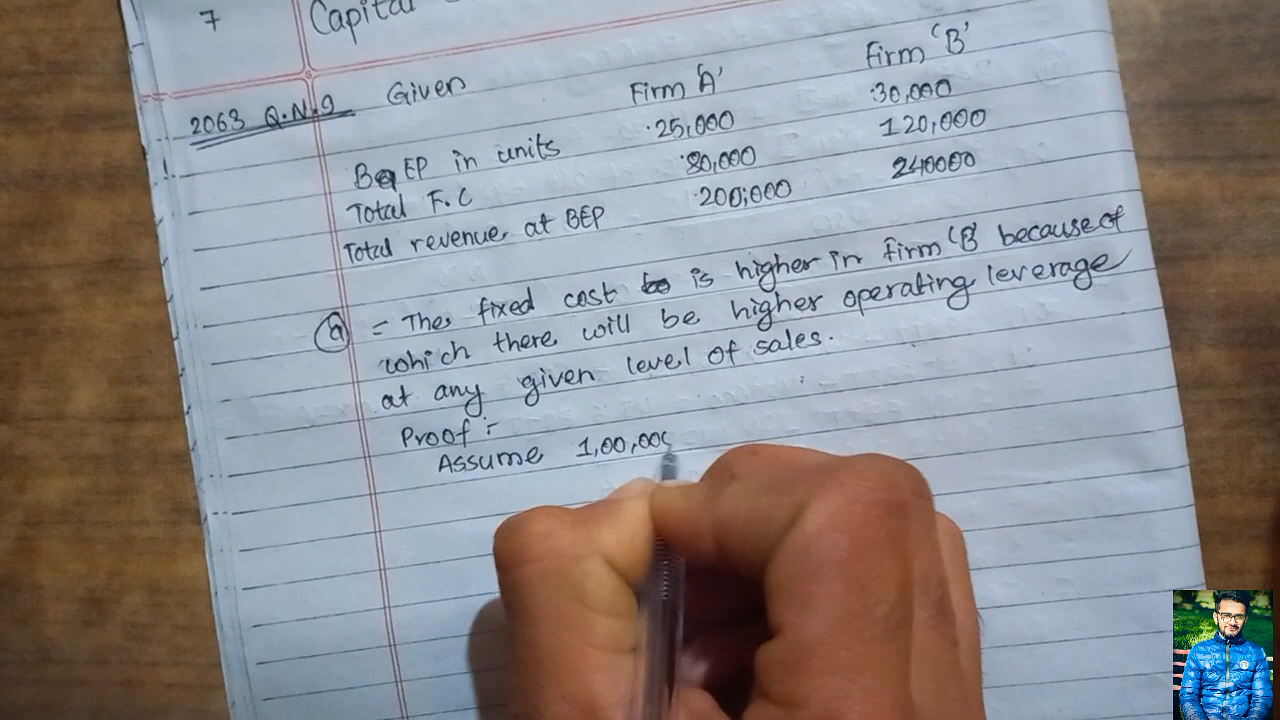 7 Capital
2063 Q.N.9 Given Firm 'A' Firm 'B'
BEP in units 25,000 30,000
Total F.C 80,000 120,000
Total revenue at BEP 200,000 240000
(a) = The fixed cost is higher in firm 'B' because of
which there will be higher operating leverage
at any given level of sales.
Proof :-
Assume 1,00,000